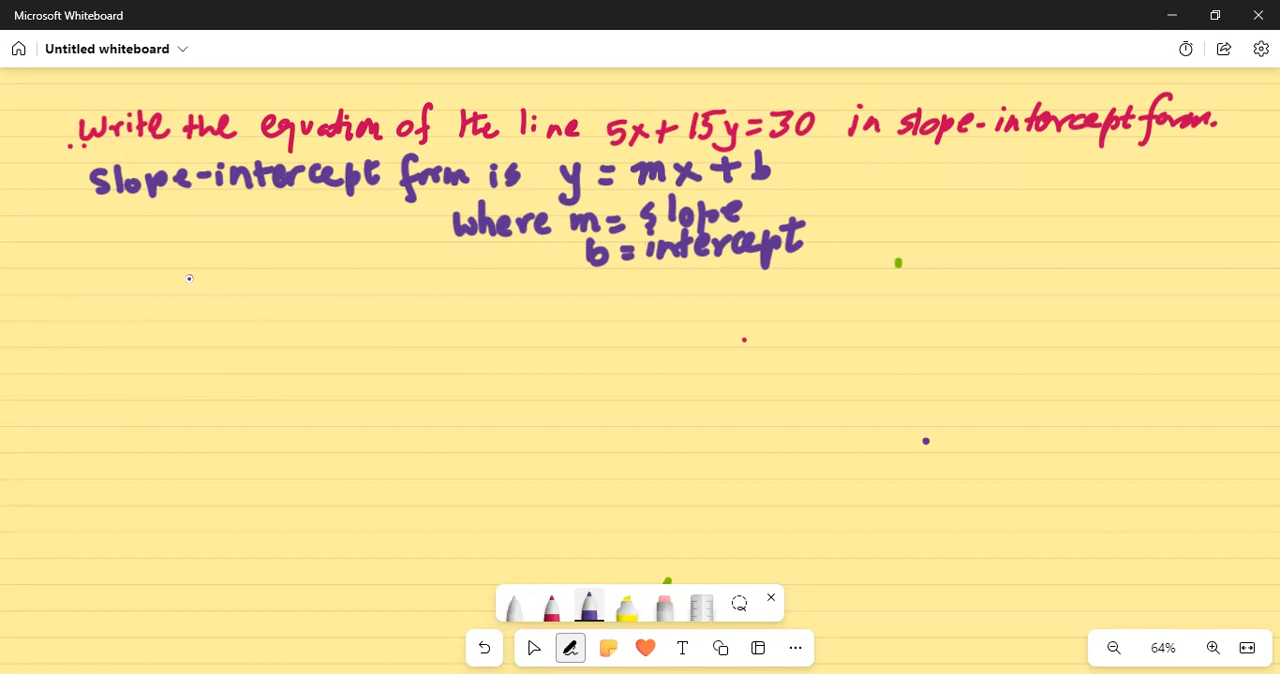 Microsoft Whiteboard
Untitled whiteboard
Write the equation of the line 5x+15y=30 in slope-intercept form.
slope-intercept form is y = mx + b
where m = slope
b = intercept
T
64%